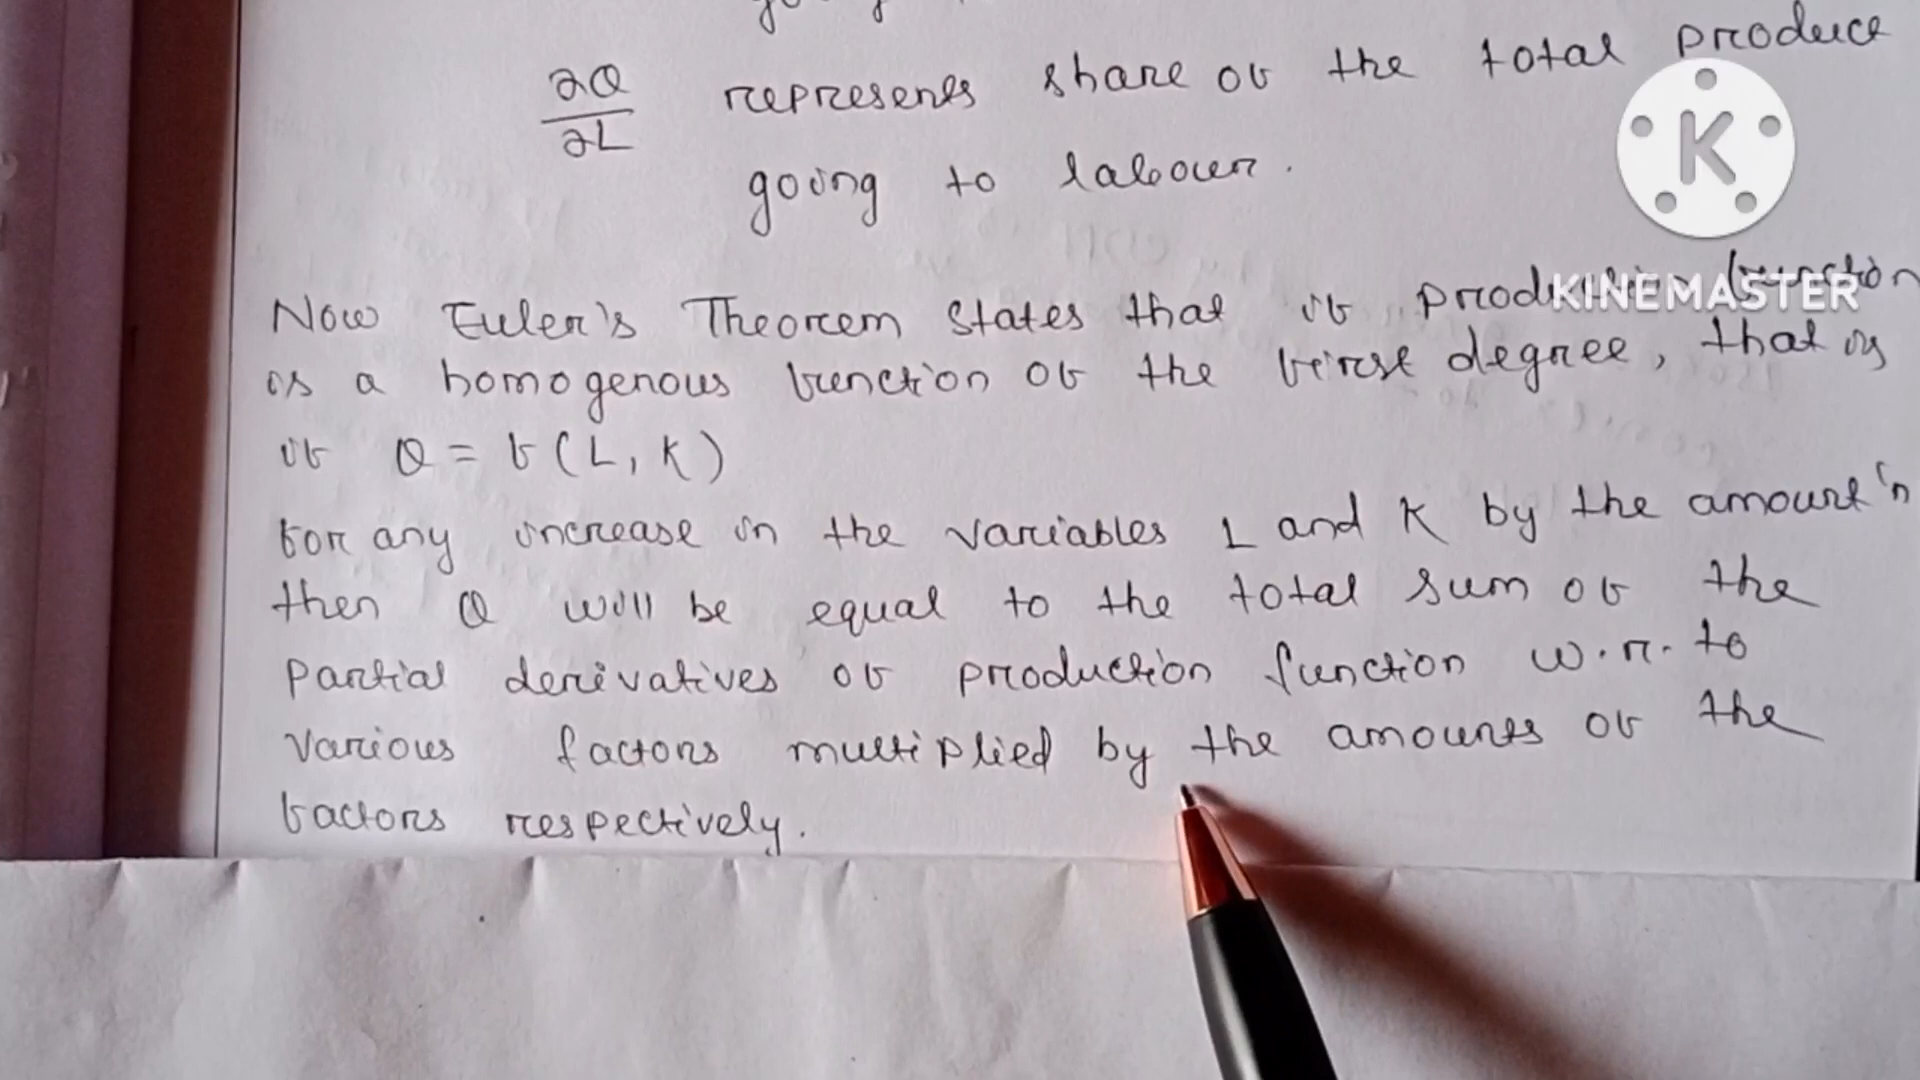 ∂Q/∂L represents share of the total produce
going to labour.
K
KINEMASTER
Now Euler's Theorem States that if production function
is a homogenous function of the first degree, that is
if Q = f(L, K)
for any increase in the variables L and K by the amount 'n
then Q will be equal to the total sum of the
Partial derivatives of production function w.r. to
various factors multiplied by the amounts of the
factors respectively.